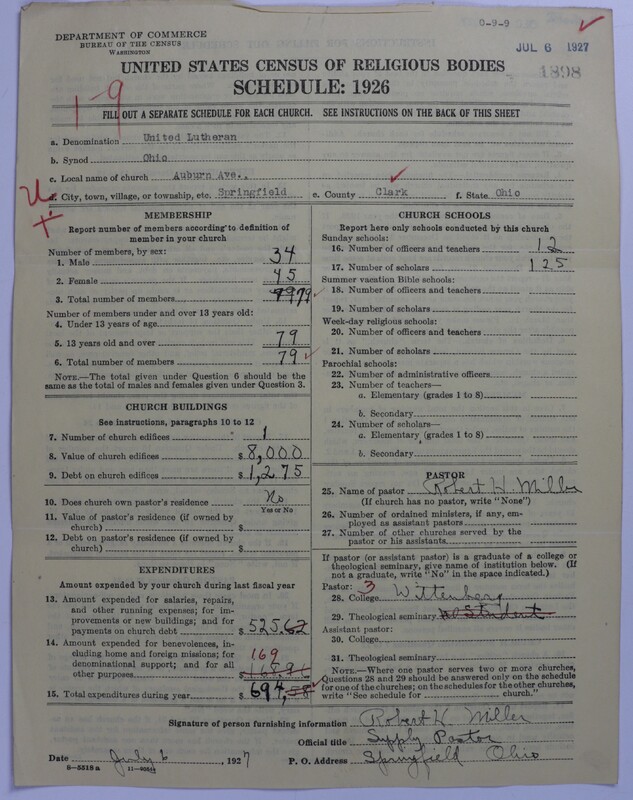 0-9-9
DEPARTMENT OF COMMERCE
BUREAU OF THE CENSUS
WASHINGTON
JUL 6 1927
1898
UNITED STATES CENSUS OF RELIGIOUS BODIES
SCHEDULE: 1926
1-9
FILL OUT A SEPARATE SCHEDULE FOR EACH CHURCH. SEE INSTRUCTIONS ON THE BACK OF THIS SHEET
a. Denomination United Lutheran
b. Synod Ohio
c. Local name of church Auburn Ave..
d. City, town, village, or township, etc. Springfield e. County Clark f. State Ohio
MEMBERSHIP
Report number of members according to definition of
member in your church
Number of members, by sex:
1. Male 34
2. Female 45
3. Total number of members 79
Number of members under and over 13 years old:
4. Under 13 years of age
5. 13 years old and over 79
6. Total number of members 79
NOTE.—The total given under Question 6 should be
same as the total of males and females given under Question 3.
CHURCH BUILDINGS
See instructions, paragraphs 10 to 12
7. Number of church edifices 1
8. Value of church edifices $ 8,000
9. Debt on church edifices $ 1,275
10. Does church own pastor's residence No
Yes or No
11. Value of pastor's residence (if owned by
church) $
12. Debt on pastor's residence (if owned by
church) $
EXPENDITURES
Amount expended by your church during last fiscal year
13. Amount expended for salaries, repairs,
and other running expenses; for im-
provements or new buildings; and for
payments on church debt $ 525.62
14. Amount expended for benevolences, in-
cluding home and foreign missions; for
denominational support; and for all
other purposes 169
$ 168.96
15. Total expenditures during year $ 694.58
CHURCH SCHOOLS
Report here only schools conducted by this church
Sunday schools:
16. Number of officers and teachers 12
17. Number of scholars 125
Summer vacation Bible schools:
18. Number of officers and teachers
19. Number of scholars
Week-day religious schools:
20. Number of officers and teachers
21. Number of scholars
Parochial schools:
22. Number of administrative officers
23. Number of teachers—
a. Elementary (grades 1 to 8)
b. Secondary
24. Number of scholars—
a. Elementary (grades 1 to 8)
b. Secondary
PASTOR
25. Name of pastor Robert W. Miller
(If church has no pastor, write "None")
26. Number of ordained ministers, if any, em-
ployed as assistant pastors
27. Number of other churches served by the
pastor or his assistants
If pastor (or assistant pastor) is a graduate of a college or
theological seminary, give name of institution below. (If
not a graduate, write "No" in the space indicated.)
Pastor: 3
28. College Wittenberg
29. Theological seminary Student
Assistant pastor:
30. College
31. Theological seminary
NOTE.—Where one pastor serves two or more churches,
Questions 28 and 29 should be answered only on the schedule
for one of the churches; on the schedules for the other churches,
write "See schedule for church."
Signature of person furnishing information Robert W. Miller
Official title Supply Pastor
Date July 6, 1927 P. O. Address Springfield Ohio
8-5518a